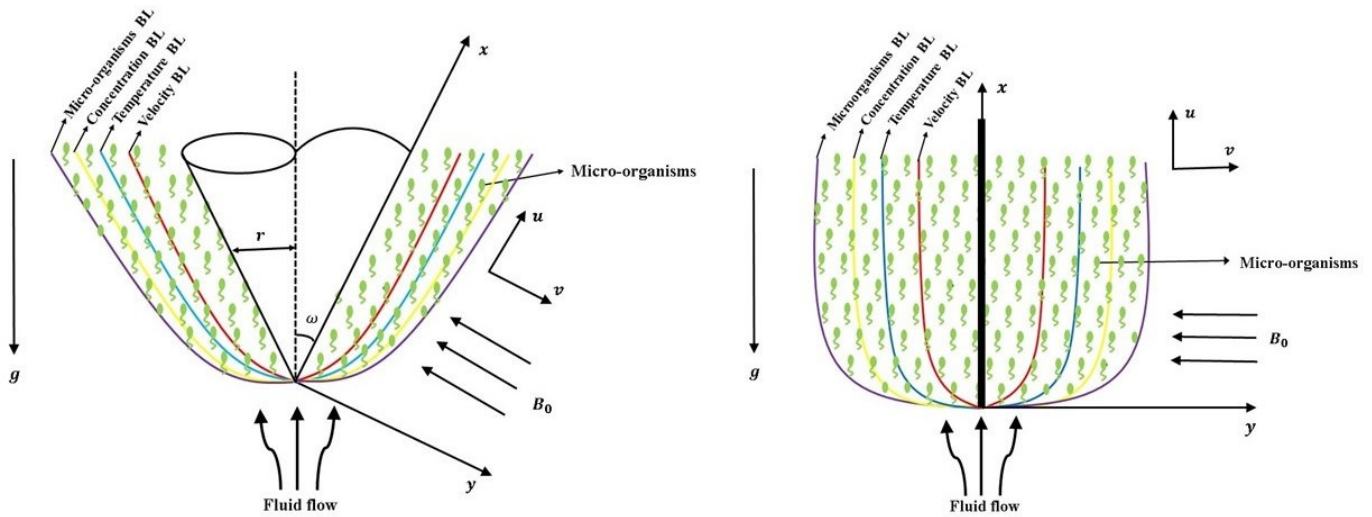 Micro-organisms BL
Concentration BL
Temperature BL
Velocity BL
x
Micro-organisms
u
v
r
ω
g
B₀
y
Fluid flow
Microorganisms BL
Concentration BL
Temperature BL
Velocity BL
x
u
v
Micro-organisms
g
B₀
y
Fluid flow